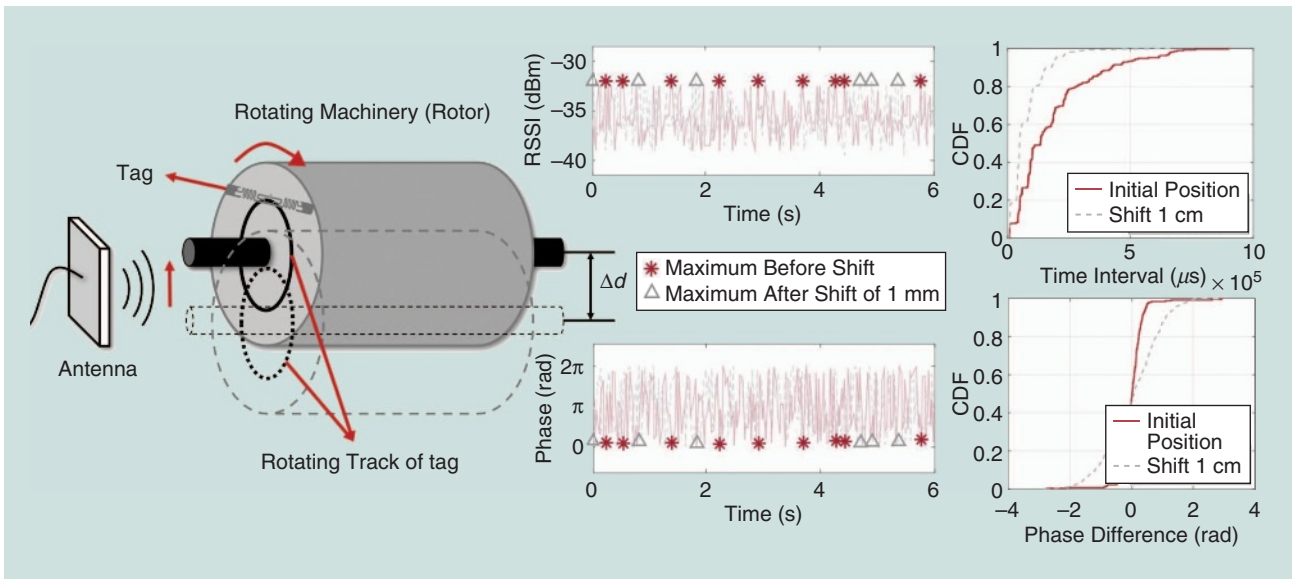 Rotating Machinery (Rotor)
Tag
Antenna
Rotating Track of tag
Δd
RSSI (dBm)
–30
–35
–40
0 2 4 6
Time (s)
✱ Maximum Before Shift
△ Maximum After Shift of 1 mm
Phase (rad)
2π
π
0
0 2 4 6
Time (s)
CDF
1
0.8
0.6
0.4
0.2
0
Initial Position
Shift 1 cm
0 5 10
Time Interval (μs) × 10⁵
CDF
1
0.8
0.6
0.4
0.2
0
Initial
Position
Shift 1 cm
–4 –2 0 2 4
Phase Difference (rad)